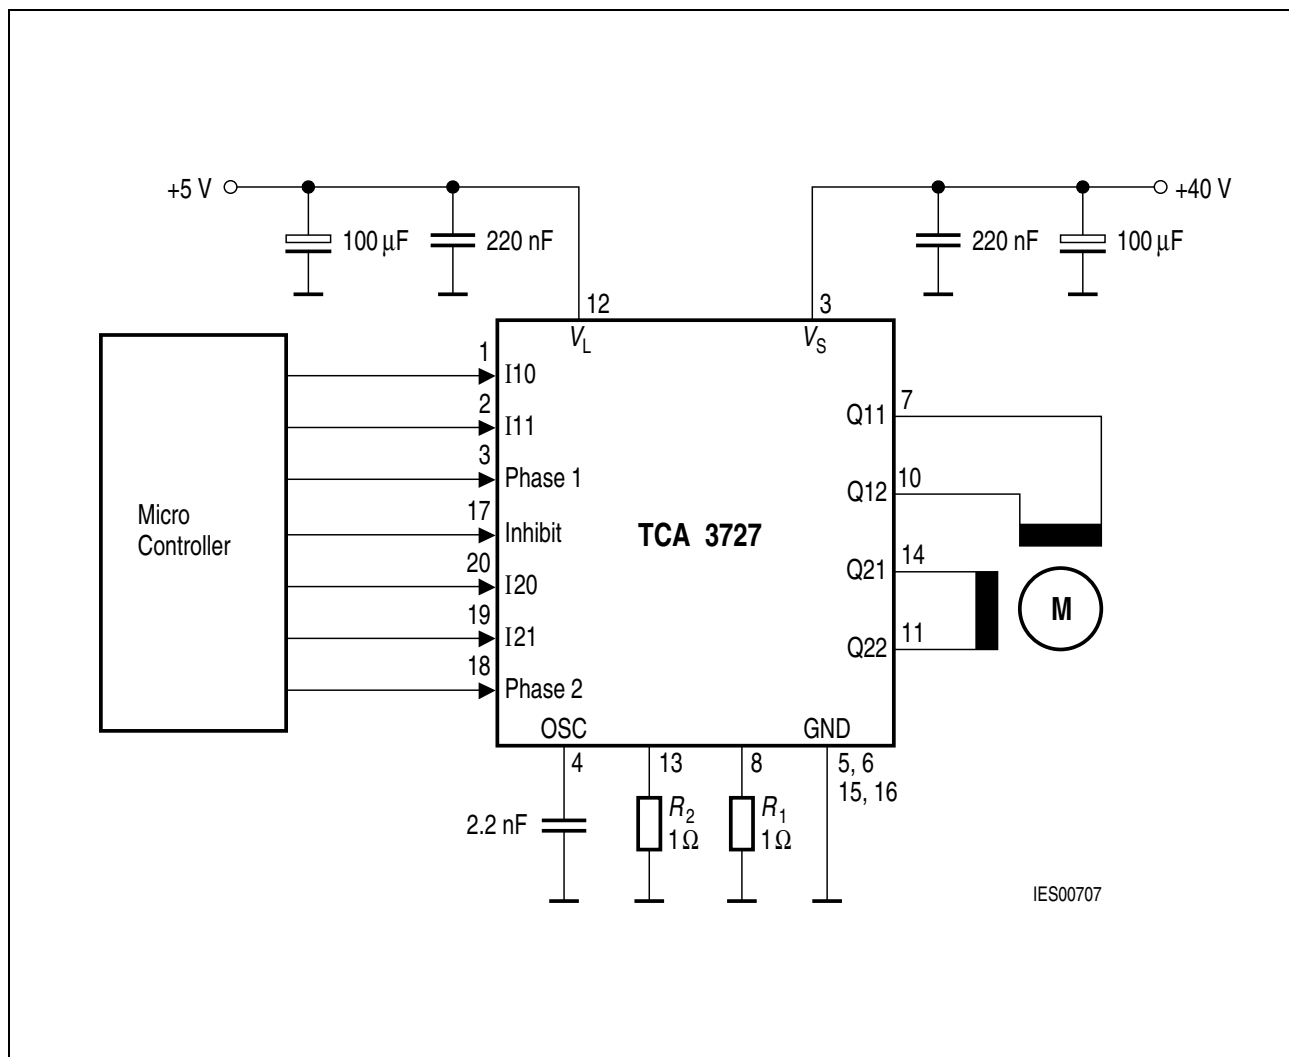 +5 V
+40 V
100 µF
220 nF
220 nF
100 µF
12
3
V_L
V_S
1
I10
2
I11
3
Phase 1
17
Inhibit
20
I20
19
I21
18
Phase 2
Micro
Controller
TCA 3727
Q11
7
Q12
10
Q21
14
Q22
11
M
OSC
GND
4
13
8
5, 6
15, 16
2.2 nF
R_2
1 Ω
R_1
1 Ω
IES00707